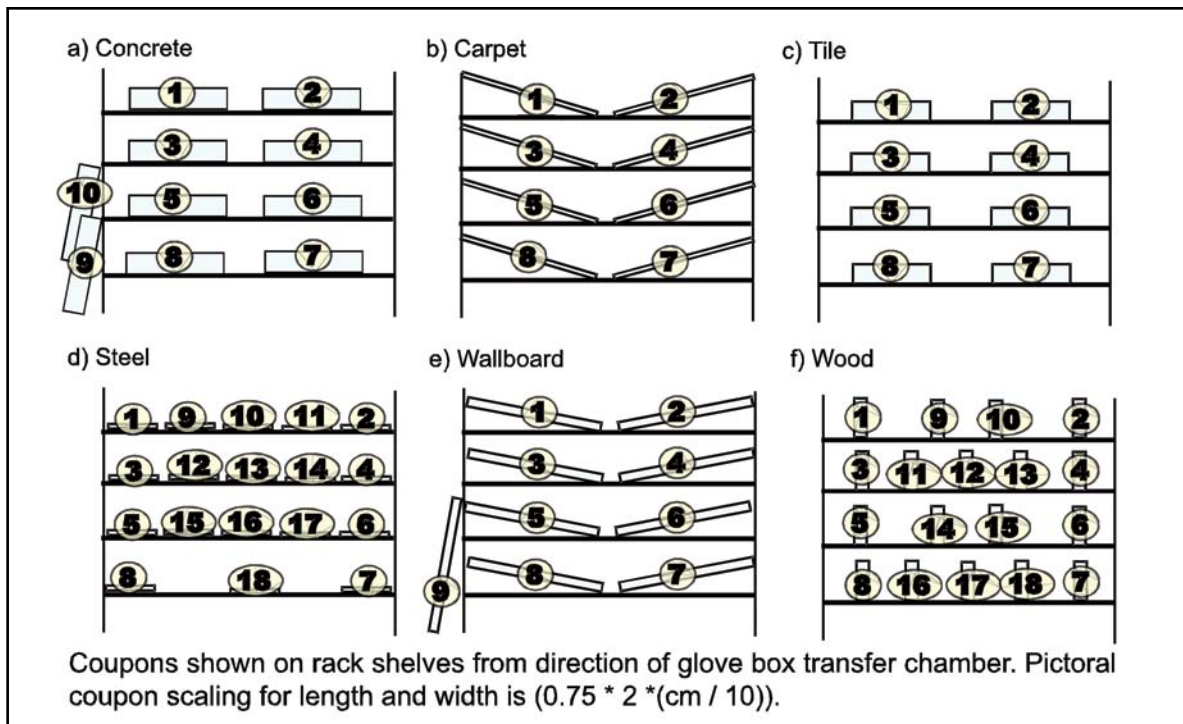 a) Concrete
b) Carpet
c) Tile
1 2
3 4
10
5 6
9
8 7
1 2
3 4
5 6
8 7
1 2
3 4
5 6
8 7
d) Steel
e) Wallboard
f) Wood
1 9 10 11 2
3 12 13 14 4
5 15 16 17 6
8 18 7
1 2
3 4
5 6
9
8 7
1 9 10 2
3 11 12 13 4
5 14 15 6
8 16 17 18 7
Coupons shown on rack shelves from direction of glove box transfer chamber. Pictoral
coupon scaling for length and width is (0.75 * 2 *(cm / 10)).